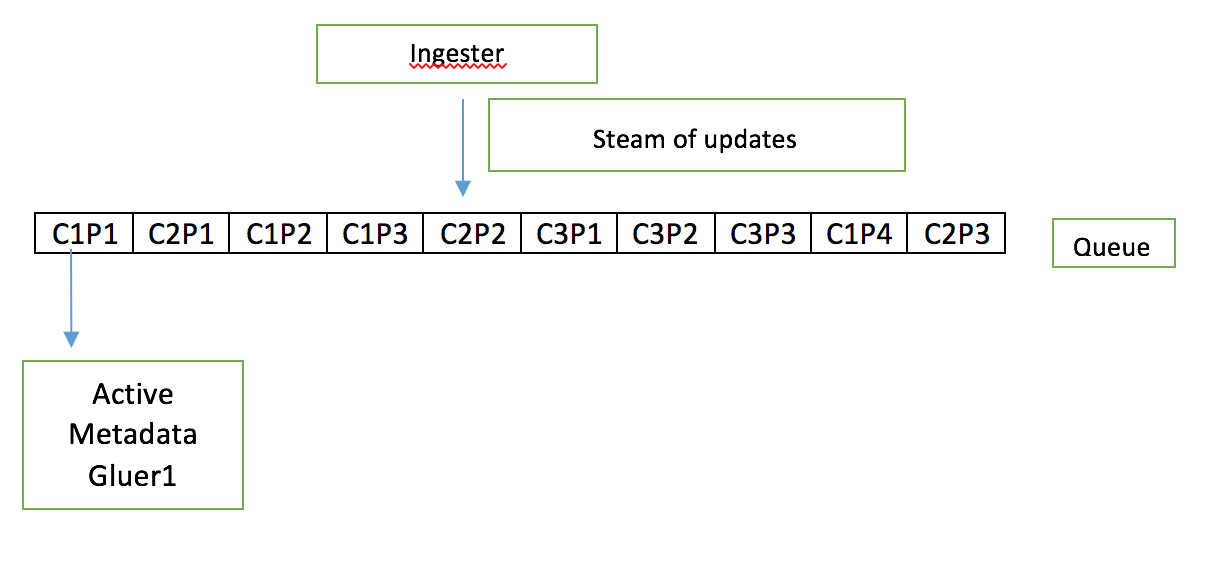 Ingester
Steam of updates
C1P1 C2P1 C1P2 C1P3 C2P2 C3P1 C3P2 C3P3 C1P4 C2P3
Queue
Active
Metadata
Gluer1